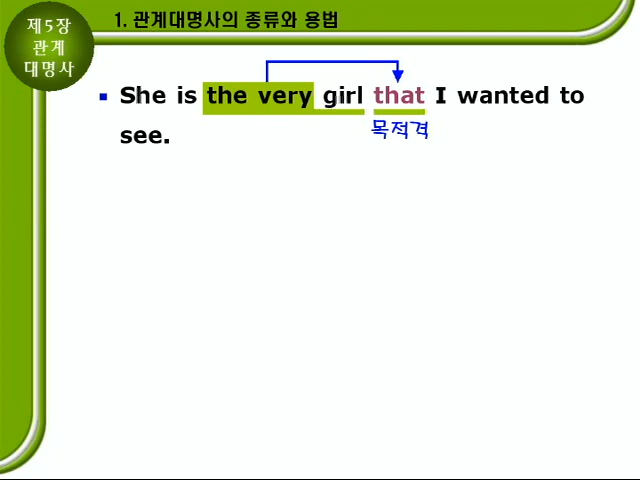 제5장
관계
대명사
1. 관계대명사의 종류와 용법
She is the very girl that I wanted to
목적격
see.